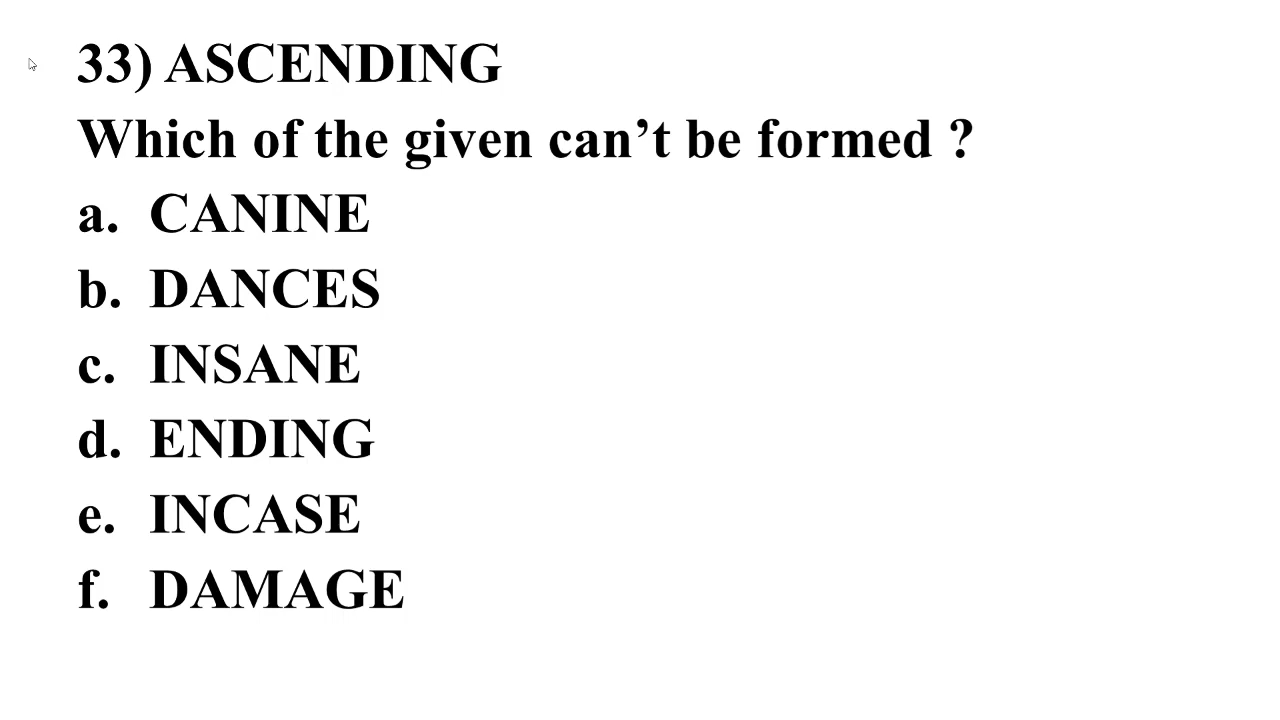 33) ASCENDING
Which of the given can’t be formed ?
a. CANINE
b. DANCES
c. INSANE
d. ENDING
e. INCASE
f. DAMAGE